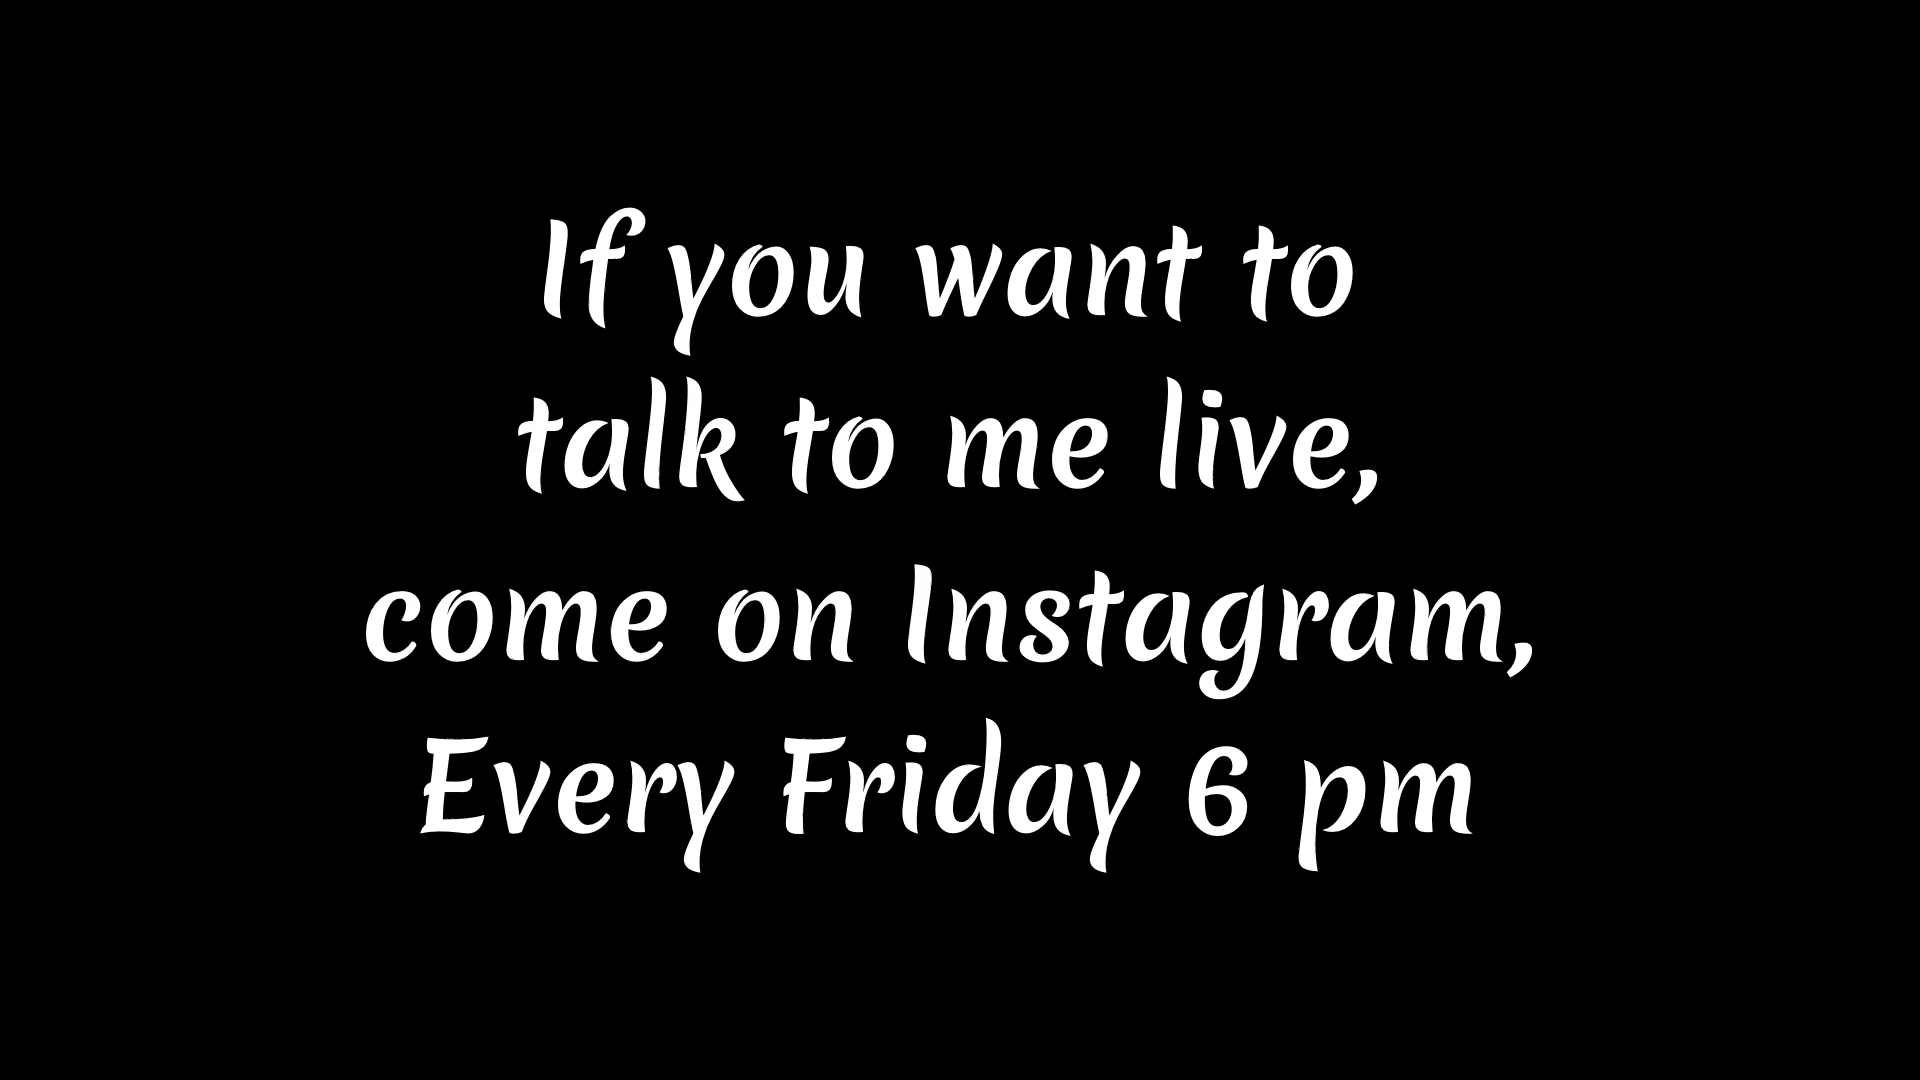 If you want to
talk to me live,
come on Instagram,
Every Friday 6 pm